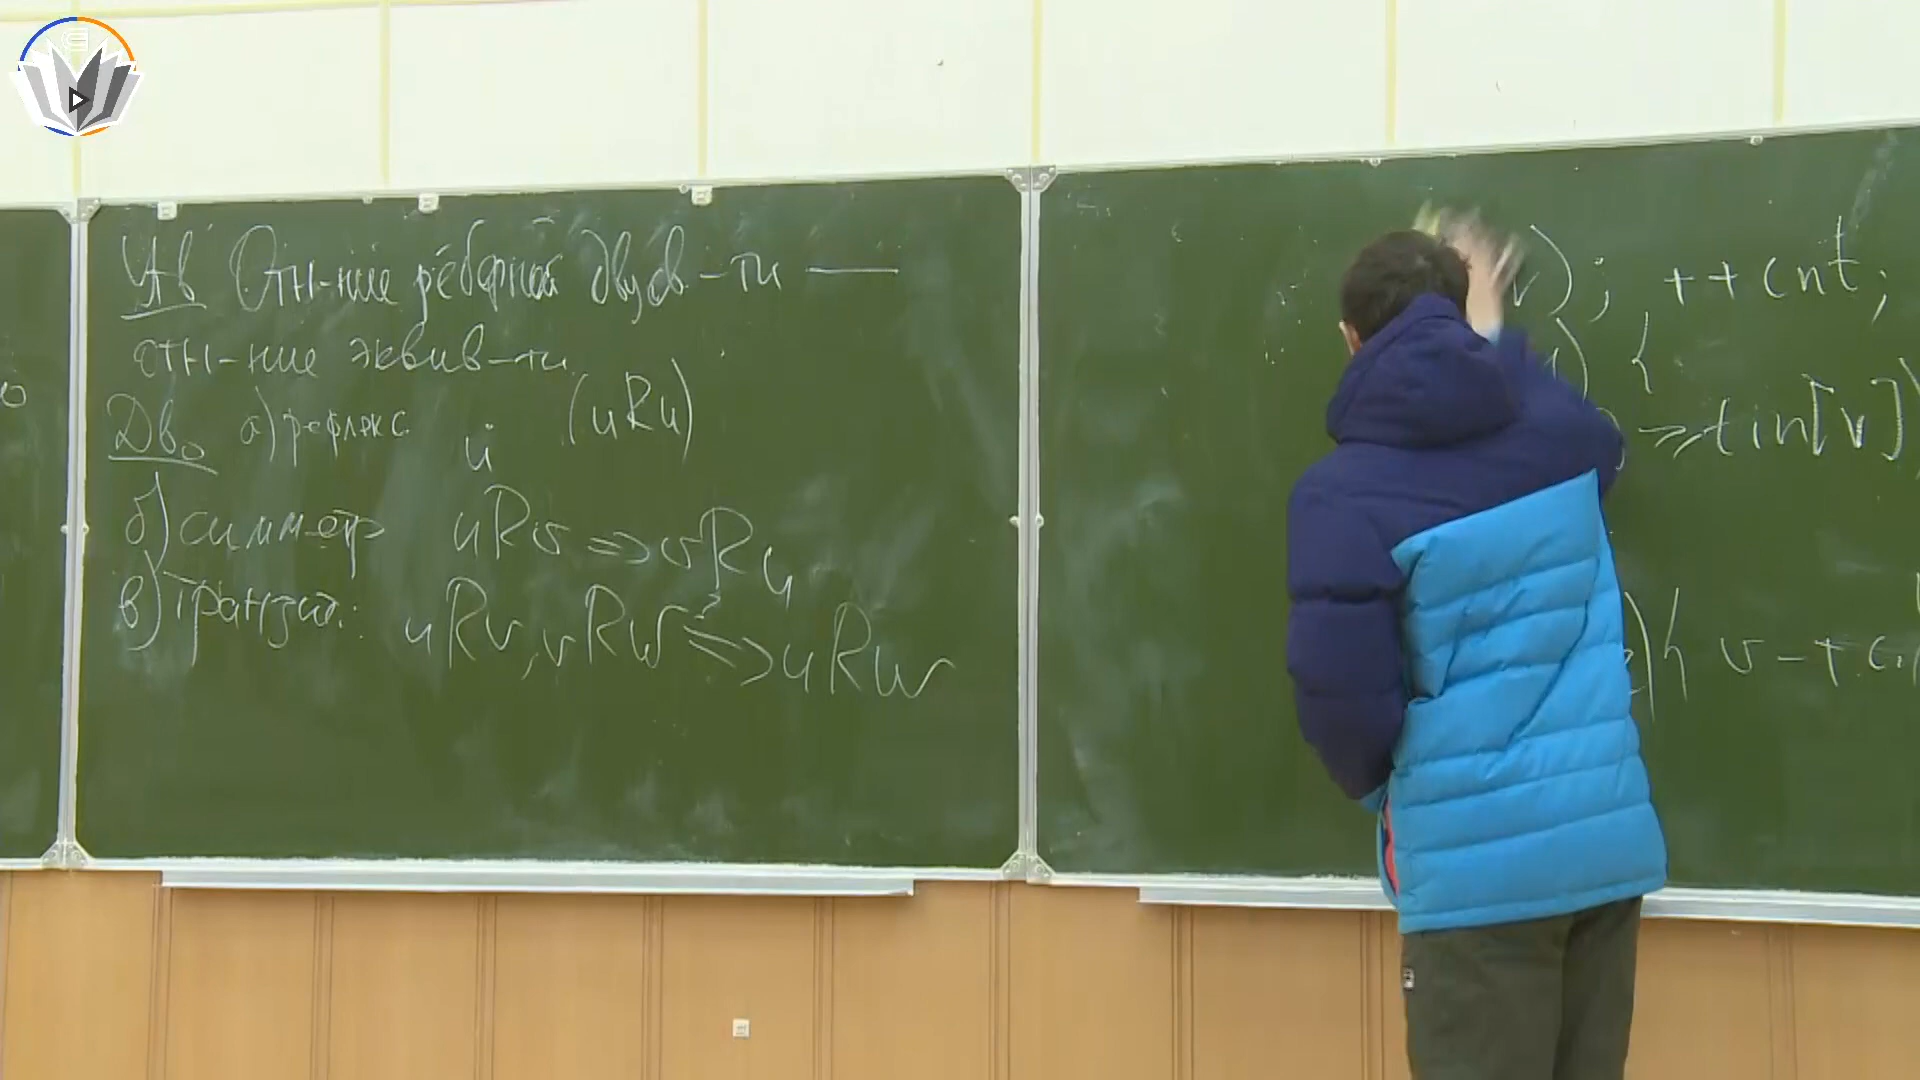 о
Утв Отн-ние рёберной двусв-ти —
отн-ние эквив-ти.
Дво а) рефлекс. (uRu)
u
б) симметр uRv => vRu
в) транзит.: uRv, vRw ?=> uRw
v); ++cnt;
) {
>= tin[v])
v - т.с